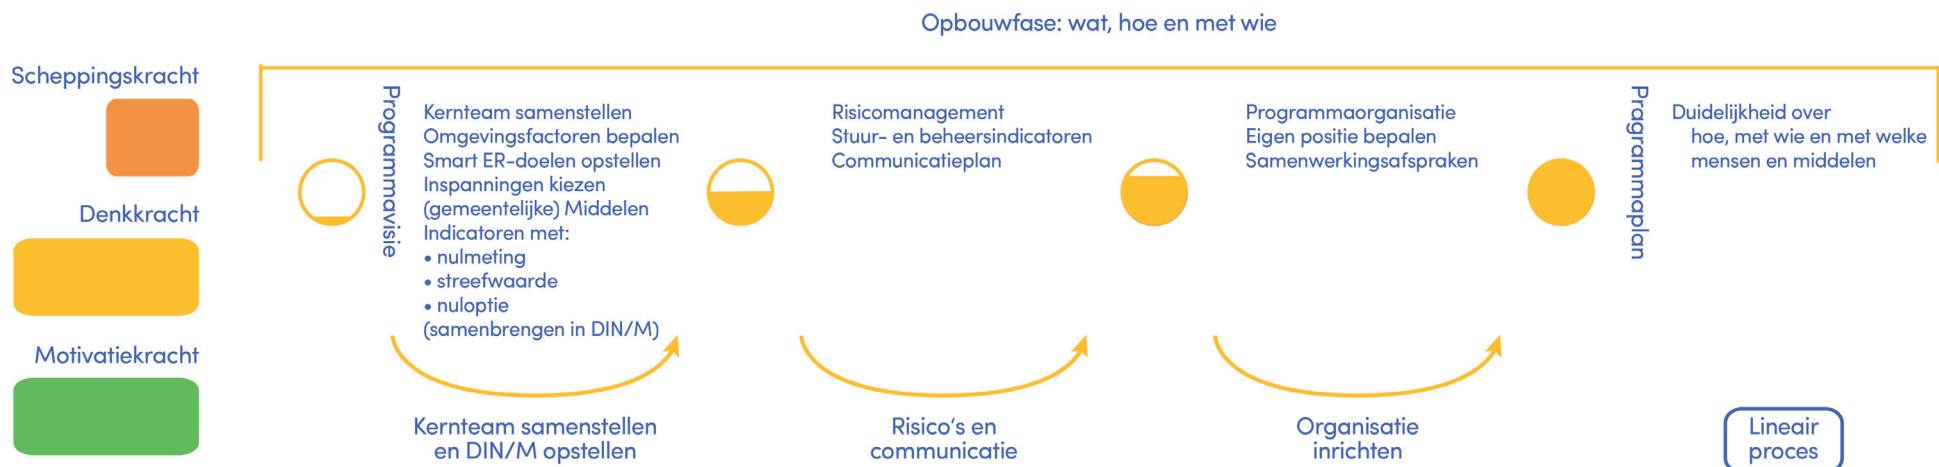 Opbouwfase: wat, hoe en met wie
Scheppingskracht
Denkkracht
Motivatiekracht
Programmavisie
Kernteam samenstellen
Omgevingsfactoren bepalen
Smart ER-doelen opstellen
Inspanningen kiezen
(gemeentelijke) Middelen
Indicatoren met:
• nulmeting
• streefwaarde
• nuloptie
(samenbrengen in DIN/M)
Kernteam samenstellen
en DIN/M opstellen
Risicomanagement
Stuur- en beheersindicatoren
Communicatieplan
Risico‘s en
communicatie
Programmaorganisatie
Eigen positie bepalen
Samenwerkingsafspraken
Organisatie
inrichten
Pragrammaplan
Duidelijkheid over
hoe, met wie en met welke
mensen en middelen
Lineair
proces